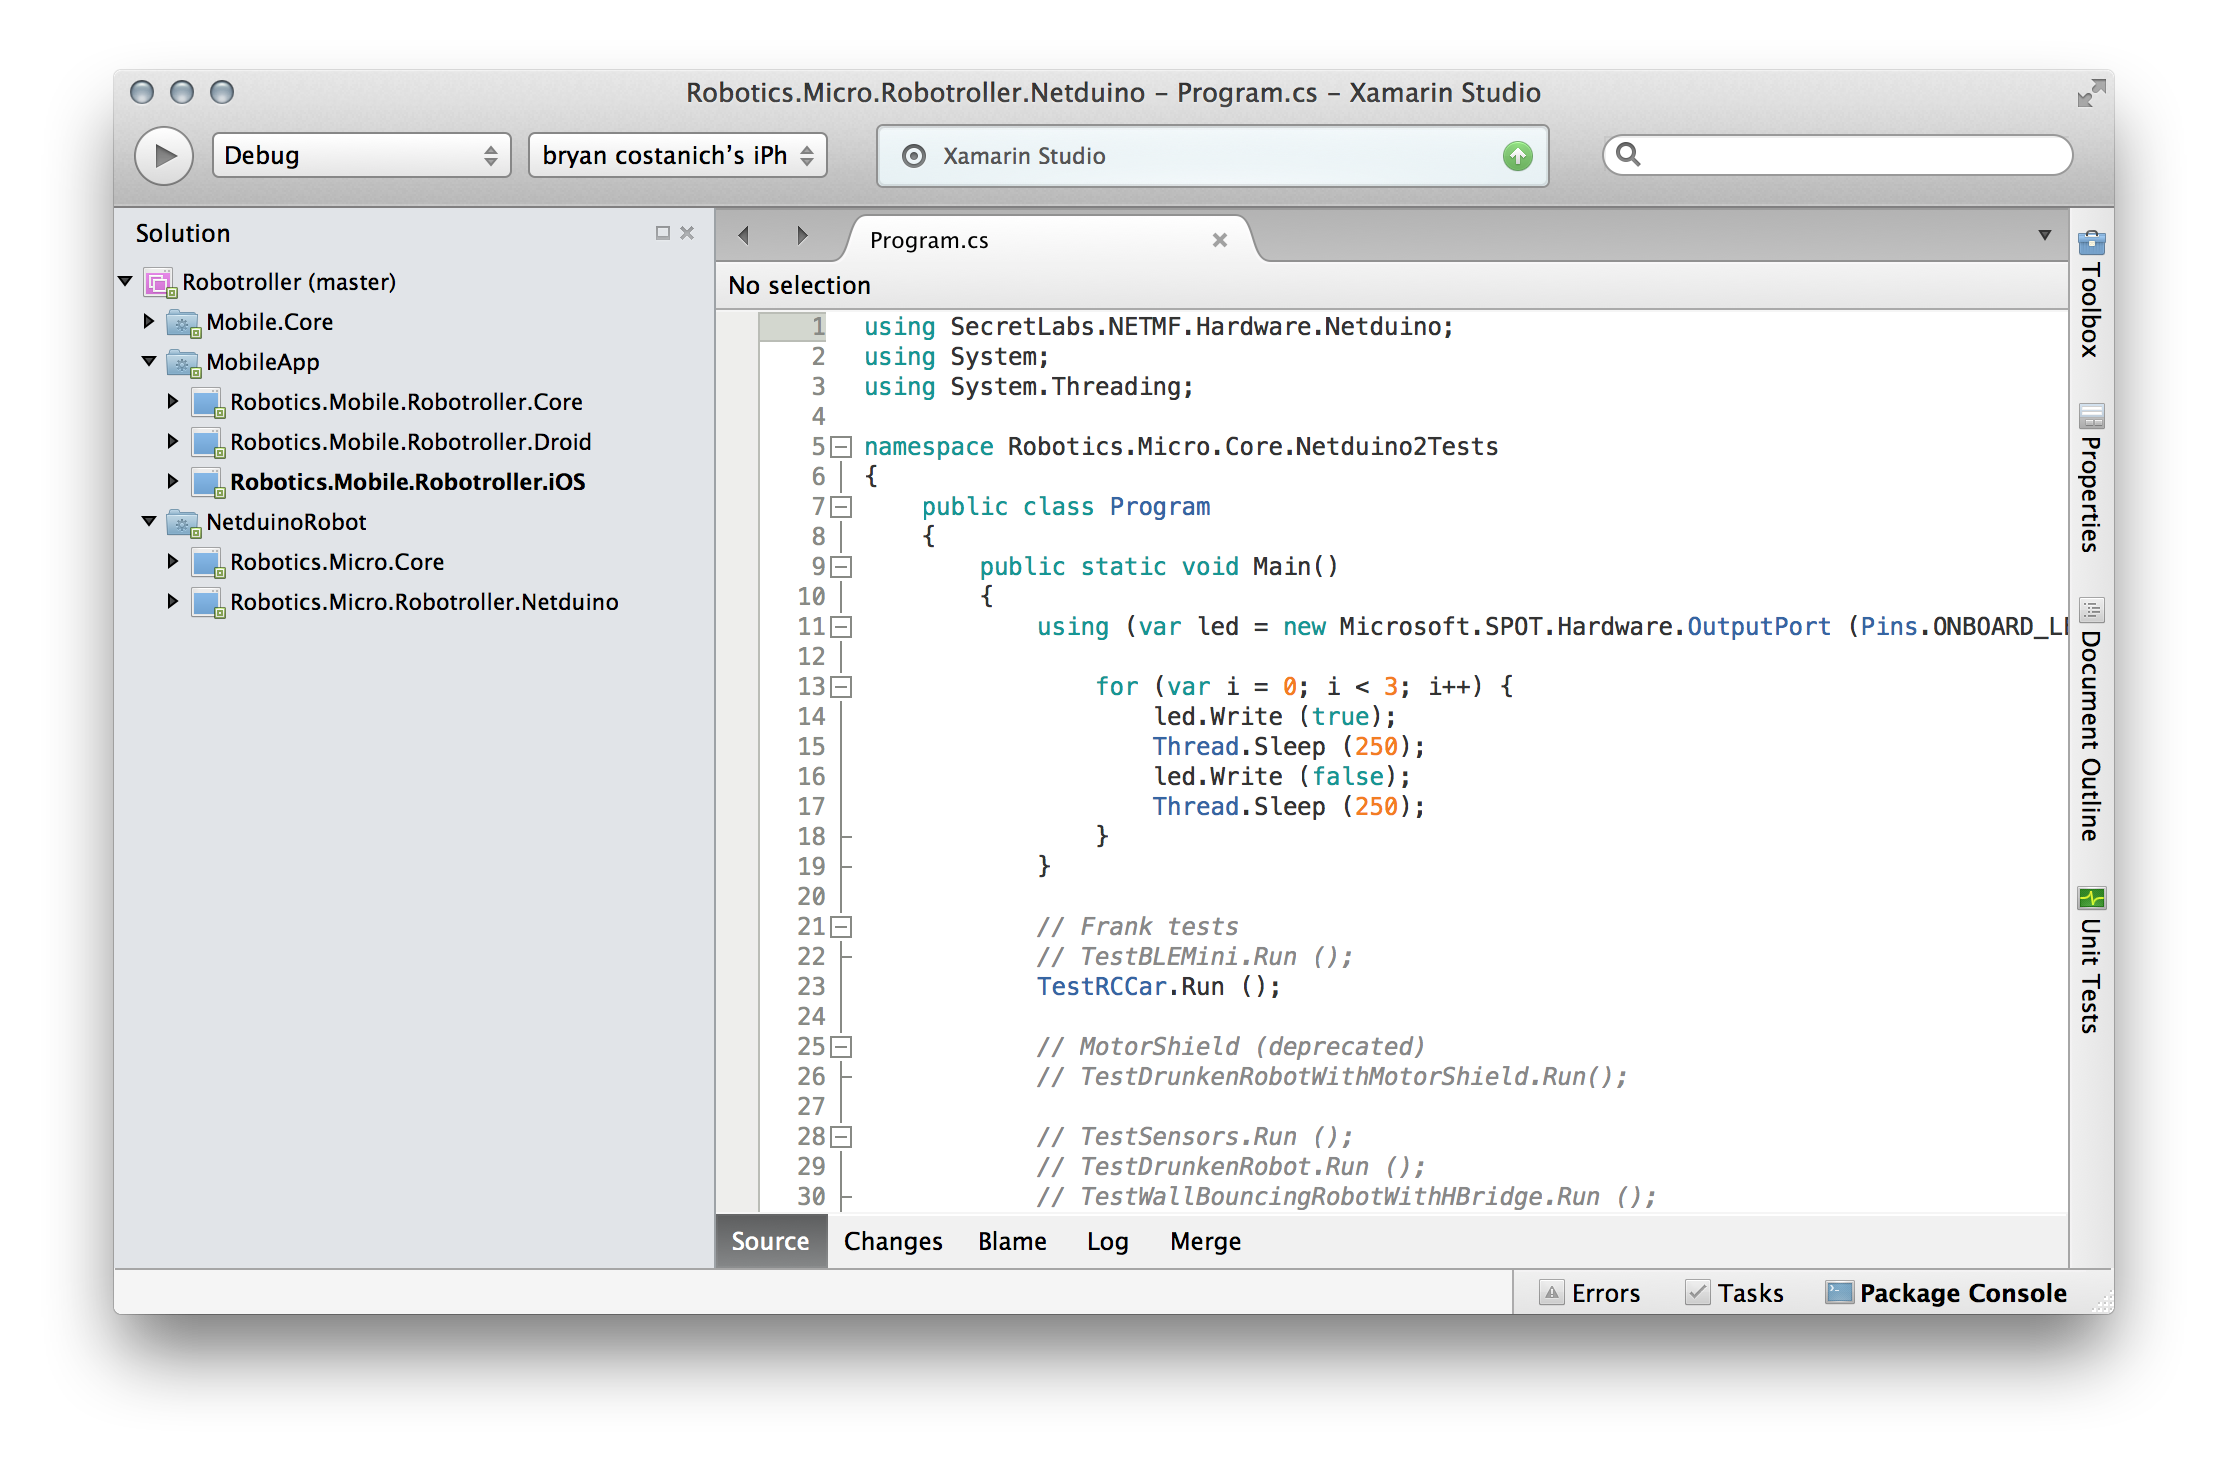 Robotics.Micro.Robotroller.Netduino – Program.cs – Xamarin Studio
Debug
bryan costanich’s iPh
Xamarin Studio
Solution
Robotroller (master)
Mobile.Core
MobileApp
Robotics.Mobile.Robotroller.Core
Robotics.Mobile.Robotroller.Droid
Robotics.Mobile.Robotroller.iOS
NetduinoRobot
Robotics.Micro.Core
Robotics.Micro.Robotroller.Netduino
Program.cs
No selection
1 using SecretLabs.NETMF.Hardware.Netduino;
2 using System;
3 using System.Threading;
4
5 namespace Robotics.Micro.Core.Netduino2Tests
6 {
7 public class Program
8 {
9 public static void Main()
10 {
11 using (var led = new Microsoft.SPOT.Hardware.OutputPort (Pins.ONBOARD_LE
12
13 for (var i = 0; i < 3; i++) {
14 led.Write (true);
15 Thread.Sleep (250);
16 led.Write (false);
17 Thread.Sleep (250);
18 }
19 }
20
21 // Frank tests
22 // TestBLEMini.Run ();
23 TestRCCar.Run ();
24
25 // MotorShield (deprecated)
26 // TestDrunkenRobotWithMotorShield.Run();
27
28 // TestSensors.Run ();
29 // TestDrunkenRobot.Run ();
30 // TestWallBouncingRobotWithHBridge.Run ();
Source Changes Blame Log Merge
Toolbox
Properties
Document Outline
Unit Tests
Errors Tasks Package Console